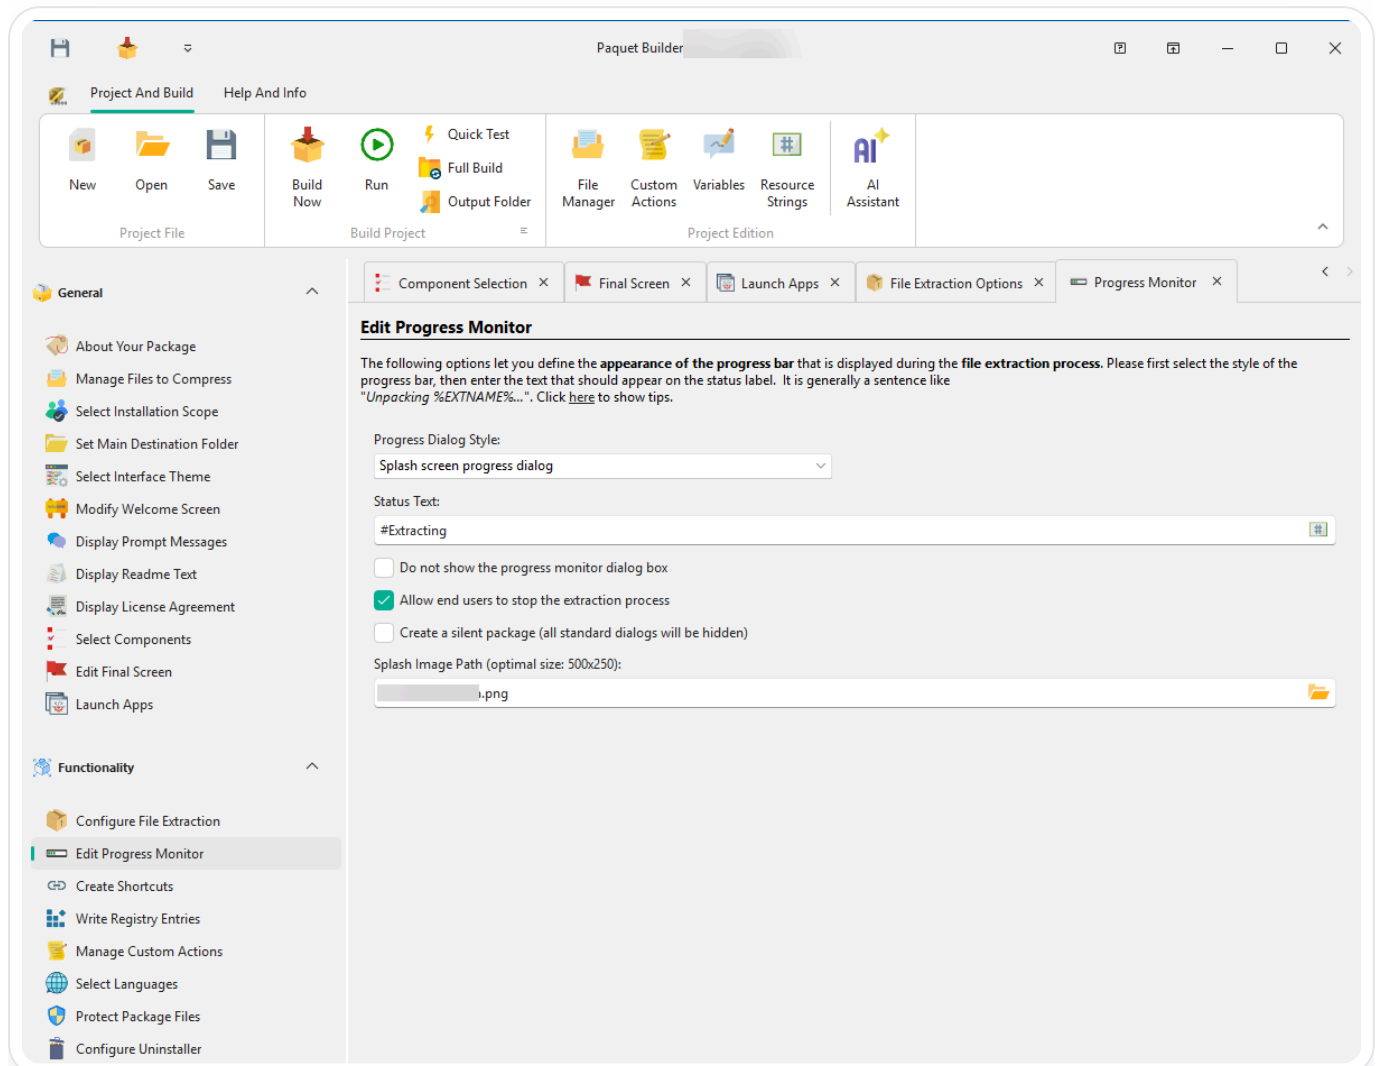 Paquet Builder
Project And Build
Help And Info
New
Open
Save
Build
Now
Run
Quick Test
Full Build
Output Folder
File
Manager
Custom
Actions
Variables
Resource
Strings
AI
AI
Assistant
Project File
Build Project
Project Edition
General
About Your Package
Manage Files to Compress
Select Installation Scope
Set Main Destination Folder
Select Interface Theme
Modify Welcome Screen
Display Prompt Messages
Display Readme Text
Display License Agreement
Select Components
Edit Final Screen
Launch Apps
Functionality
Configure File Extraction
Edit Progress Monitor
Create Shortcuts
Write Registry Entries
Manage Custom Actions
Select Languages
Protect Package Files
Configure Uninstaller
Component Selection
Final Screen
Launch Apps
File Extraction Options
Progress Monitor
Edit Progress Monitor
The following options let you define the appearance of the progress bar that is displayed during the file extraction process. Please first select the style of the
progress bar, then enter the text that should appear on the status label. It is generally a sentence like
"Unpacking %EXTNAME%...". Click here to show tips.
Progress Dialog Style:
Splash screen progress dialog
Status Text:
#Extracting
Do not show the progress monitor dialog box
Allow end users to stop the extraction process
Create a silent package (all standard dialogs will be hidden)
Splash Image Path (optimal size: 500x250):
.png